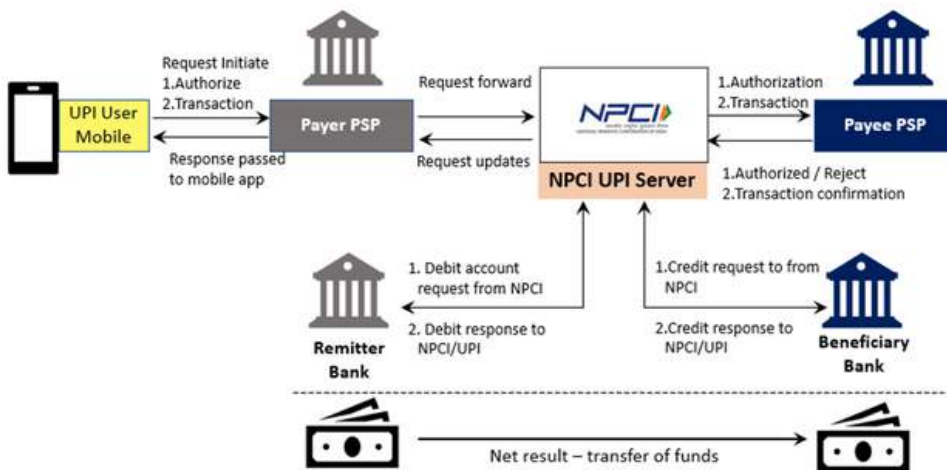 Request Initiate
1.Authorize
2.Transaction
UPI User
Mobile
Response passed
to mobile app
Payer PSP
Request forward
Request updates
NPCI
NPCI UPI Server
1.Authorization
2.Transaction
Payee PSP
1.Authorized / Reject
2.Transaction confirmation
Remitter
Bank
1. Debit account
request from NPCI
2. Debit response to
NPCI/UPI
1.Credit request to from
NPCI
2.Credit response to
NPCI/UPI
Beneficiary
Bank
Net result – transfer of funds